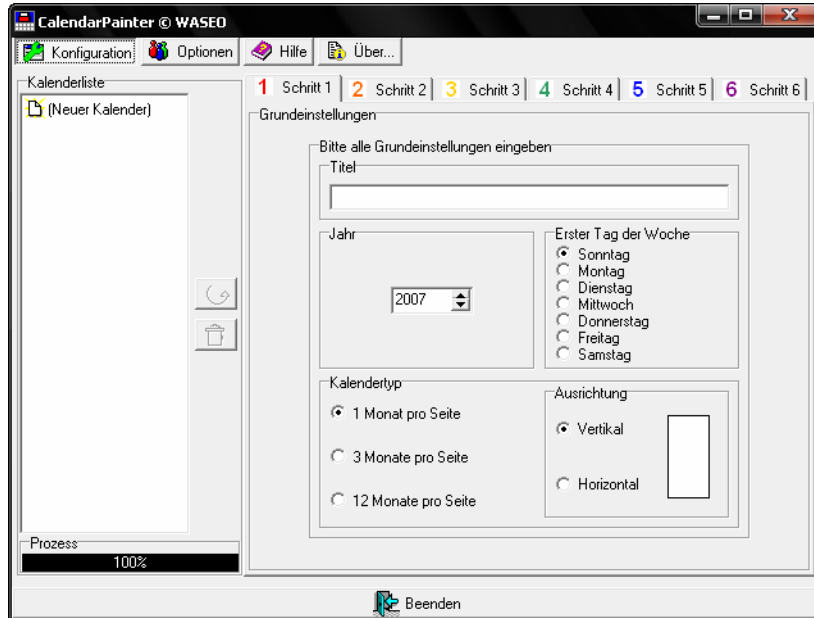 CalendarPainter © WASEO
Konfiguration Optionen Hilfe Über...
Kalenderliste
(Neuer Kalender)
Prozess
100%
1 Schritt 1 2 Schritt 2 3 Schritt 3 4 Schritt 4 5 Schritt 5 6 Schritt 6
Grundeinstellungen
Bitte alle Grundeinstellungen eingeben
Titel
Jahr
2007
Erster Tag der Woche
Sonntag
Montag
Dienstag
Mittwoch
Donnerstag
Freitag
Samstag
Kalendertyp
1 Monat pro Seite
3 Monate pro Seite
12 Monate pro Seite
Ausrichtung
Vertikal
Horizontal
Beenden